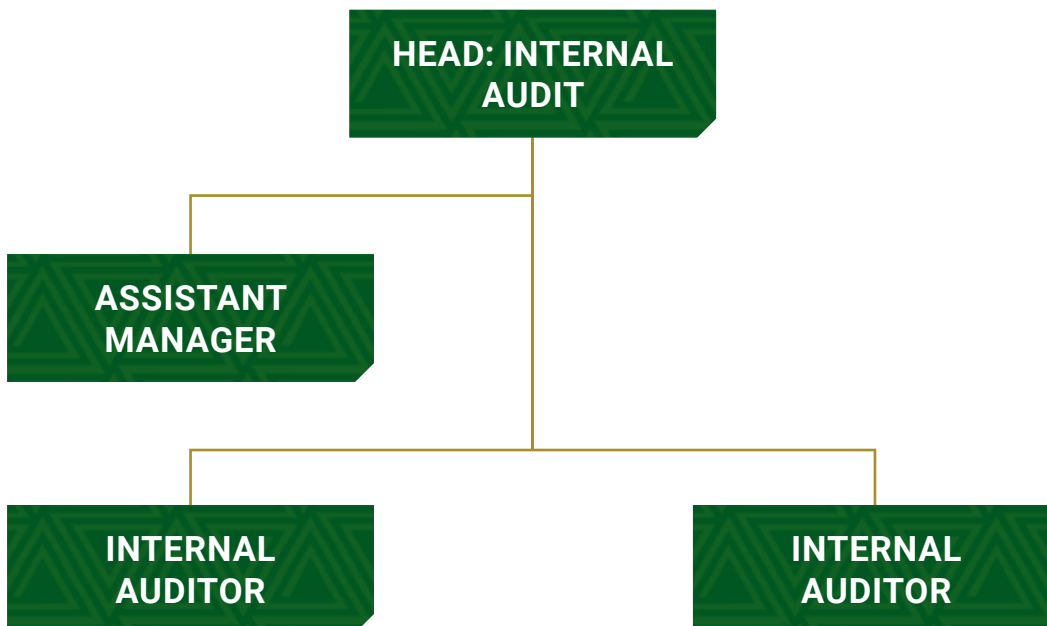 HEAD: INTERNAL
AUDIT
ASSISTANT
MANAGER
INTERNAL
AUDITOR
INTERNAL
AUDITOR